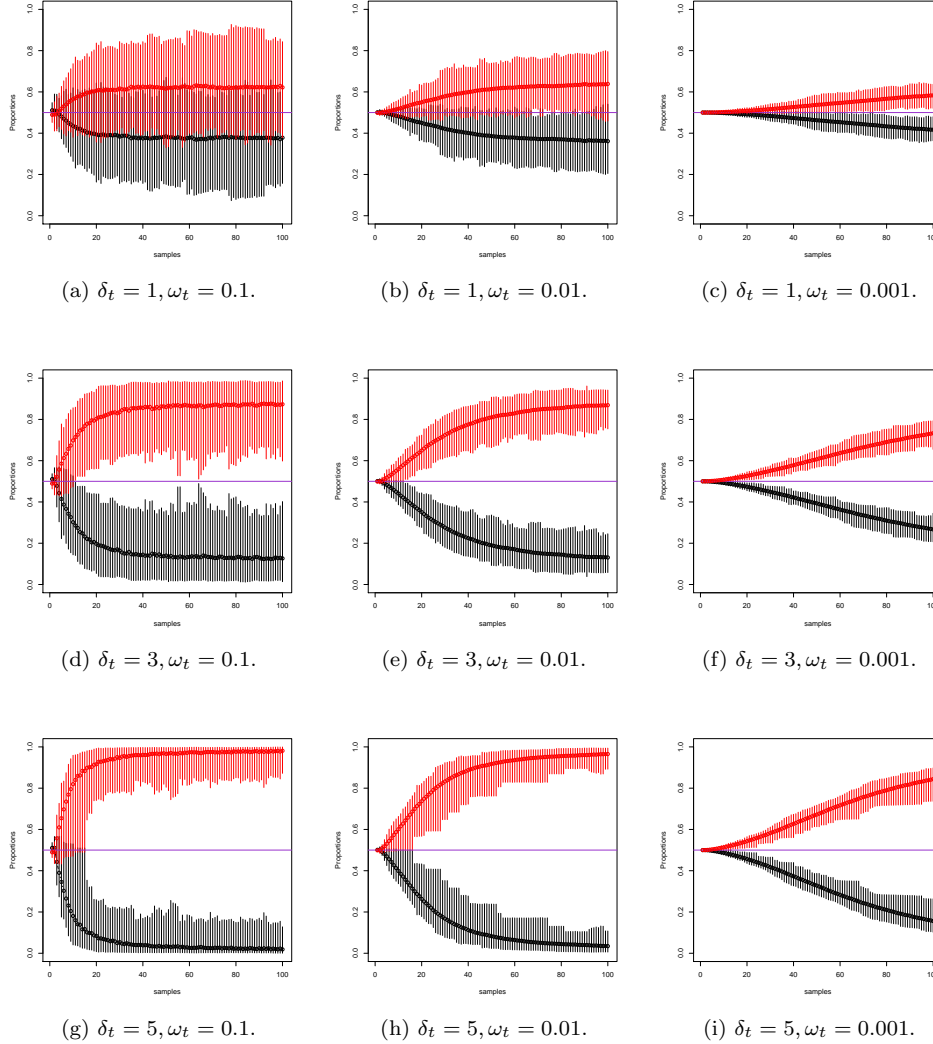 Proportions
1.0
0.8
0.6
0.4
0.2
0.0
0 20 40 60 80 100
samples
(a) δₜ = 1, ωₜ = 0.1.
Proportions
1.0
0.8
0.6
0.4
0.2
0.0
0 20 40 60 80 100
samples
(b) δₜ = 1, ωₜ = 0.01.
Proportions
1.0
0.8
0.6
0.4
0.2
0.0
0 20 40 60 80 100
samples
(c) δₜ = 1, ωₜ = 0.001.
Proportions
1.0
0.8
0.6
0.4
0.2
0.0
0 20 40 60 80 100
samples
(d) δₜ = 3, ωₜ = 0.1.
Proportions
1.0
0.8
0.6
0.4
0.2
0.0
0 20 40 60 80 100
samples
(e) δₜ = 3, ωₜ = 0.01.
Proportions
1.0
0.8
0.6
0.4
0.2
0.0
0 20 40 60 80 100
samples
(f) δₜ = 3, ωₜ = 0.001.
Proportions
1.0
0.8
0.6
0.4
0.2
0.0
0 20 40 60 80 100
samples
(g) δₜ = 5, ωₜ = 0.1.
Proportions
1.0
0.8
0.6
0.4
0.2
0.0
0 20 40 60 80 100
samples
(h) δₜ = 5, ωₜ = 0.01.
Proportions
1.0
0.8
0.6
0.4
0.2
0.0
0 20 40 60 80 100
samples
(i) δₜ = 5, ωₜ = 0.001.